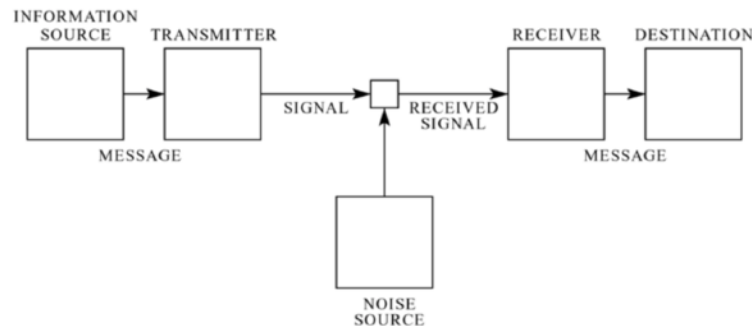 INFORMATION
SOURCE
TRANSMITTER
RECEIVER
DESTINATION
SIGNAL
RECEIVED
SIGNAL
MESSAGE
MESSAGE
NOISE
SOURCE